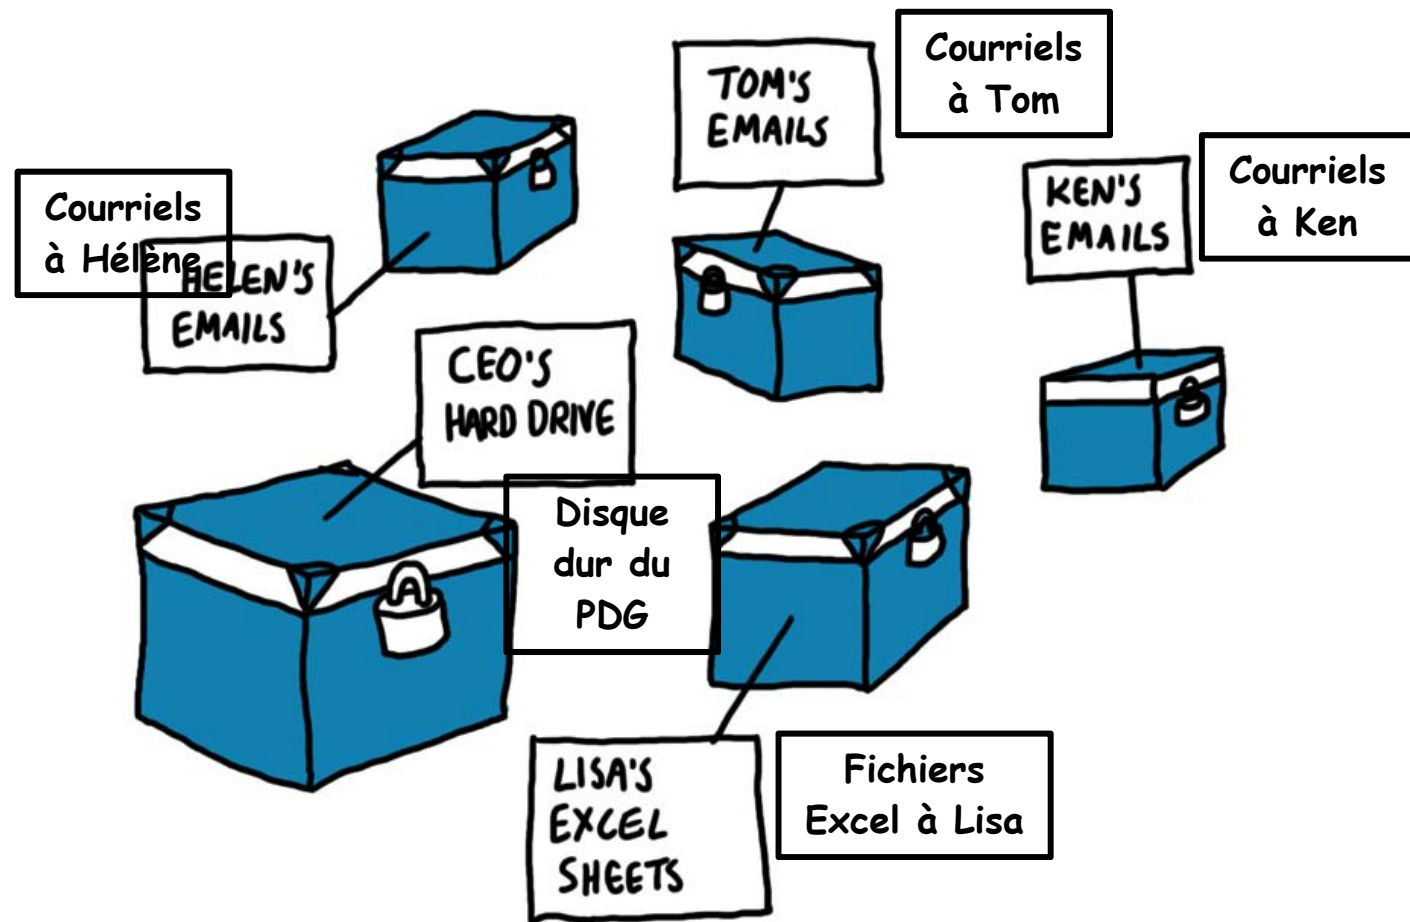 Courriels
à Tom
TOM'S
EMAILS
Courriels
à Ken
KEN'S
EMAILS
Courriels
à Hélène
HELEN'S
EMAILS
CEO'S
HARD DRIVE
Disque
dur du
PDG
LISA'S
EXCEL
SHEETS
Fichiers
Excel à Lisa